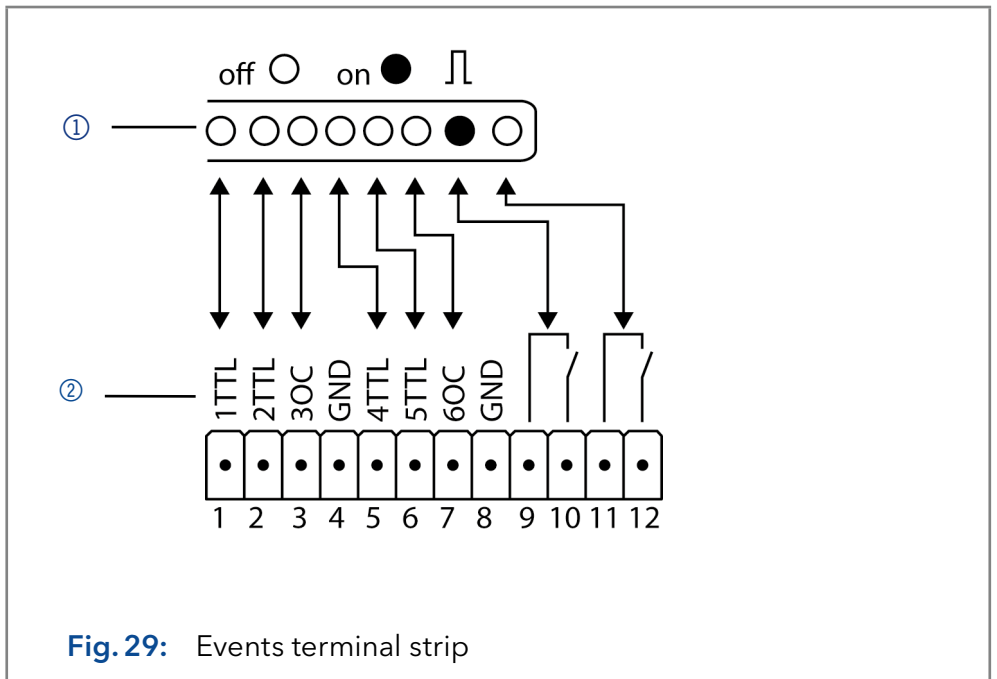 off on
①
②
1TTL 2TTL 3OC GND 4TTL 5TTL 6OC GND
1 2 3 4 5 6 7 8 9 10 11 12
Fig. 29: Events terminal strip